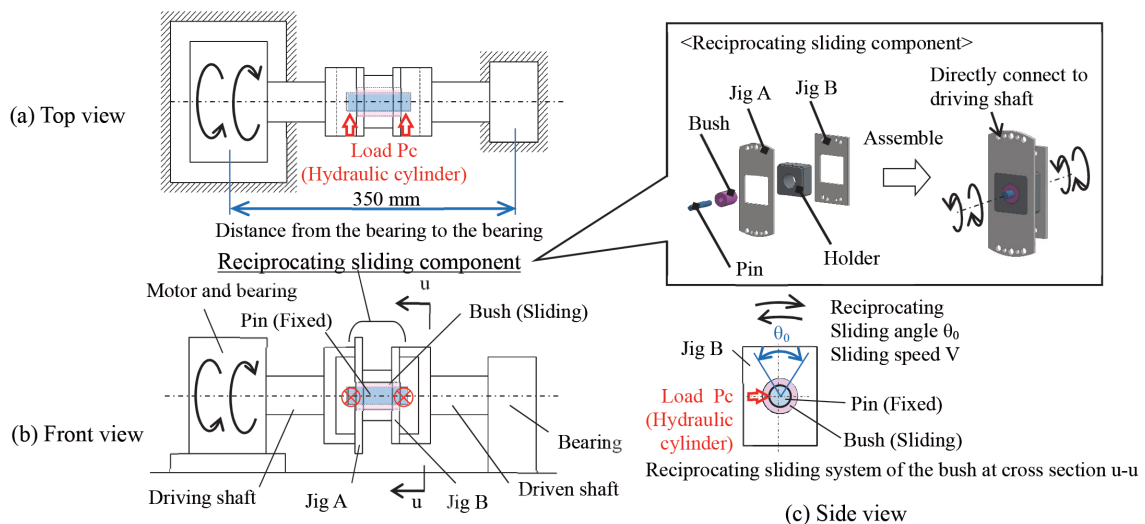 (a) Top view
Load Pc
(Hydraulic cylinder)
350 mm
Distance from the bearing to the bearing
<Reciprocating sliding component>
Jig A
Jig B
Bush
Pin
Holder
Assemble
Directly connect to
driving shaft
Reciprocating sliding component
Motor and bearing
Pin (Fixed)
u
Bush (Sliding)
(b) Front view
Driving shaft
Jig A
u
Jig B
Driven shaft
Bearing
Reciprocating
Sliding angle θ₀
Sliding speed V
θ₀
Jig B
Load Pc
(Hydraulic
cylinder)
Pin (Fixed)
Bush (Sliding)
Reciprocating sliding system of the bush at cross section u-u
(c) Side view